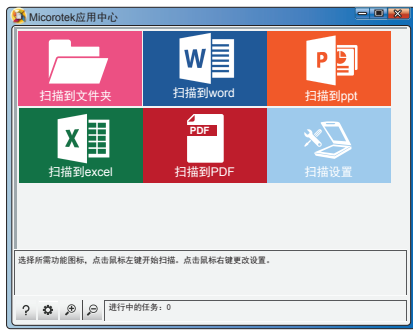 Micorotek应用中心
扫描到文件夹
W
扫描到word
P
扫描到ppt
X
扫描到excel
PDF
扫描到PDF
扫描设置
选择所需功能图标，点击鼠标左键开始扫描。点击鼠标右键更改设置。
? 进行中的任务：0